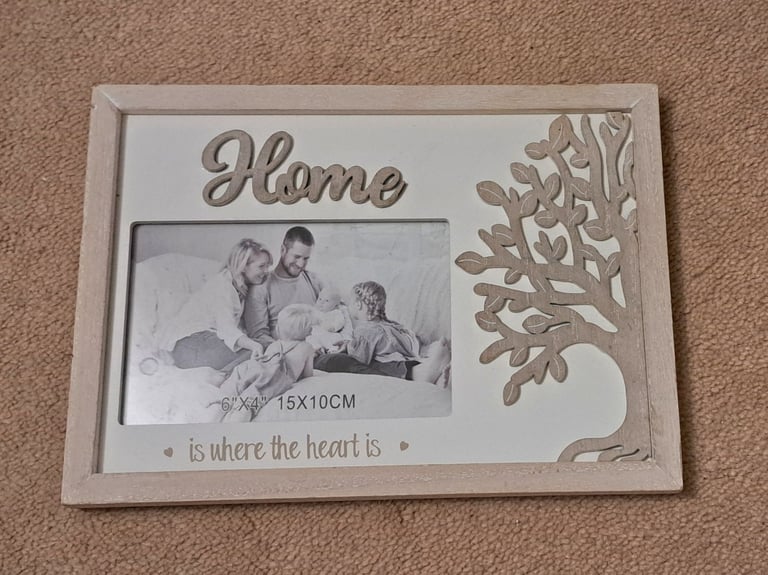 Home
6"X4" 15X10CM
is where the heart is